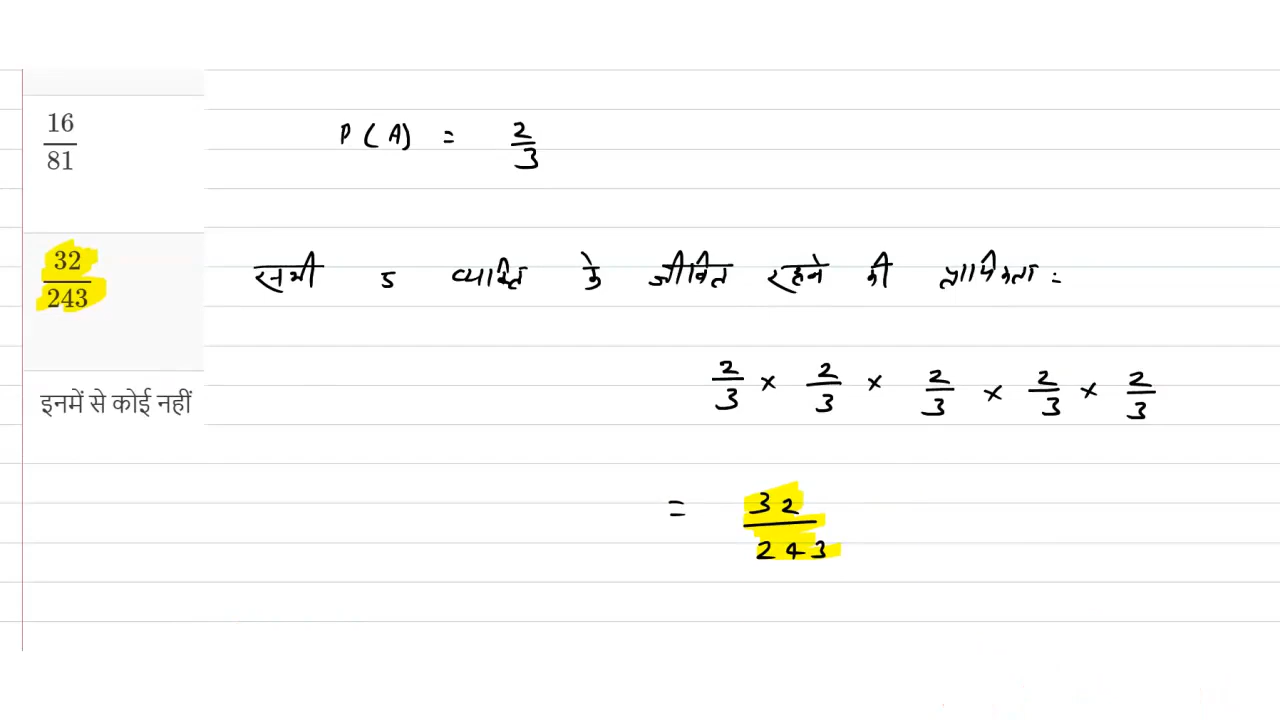 16
81
P(A) = 2/3
32
243
सभी 5 व्यक्ति के जीवित रहने की प्रायिकता =
2/3 × 2/3 × 2/3 × 2/3 × 2/3
इनमें से कोई नहीं
= 32/243